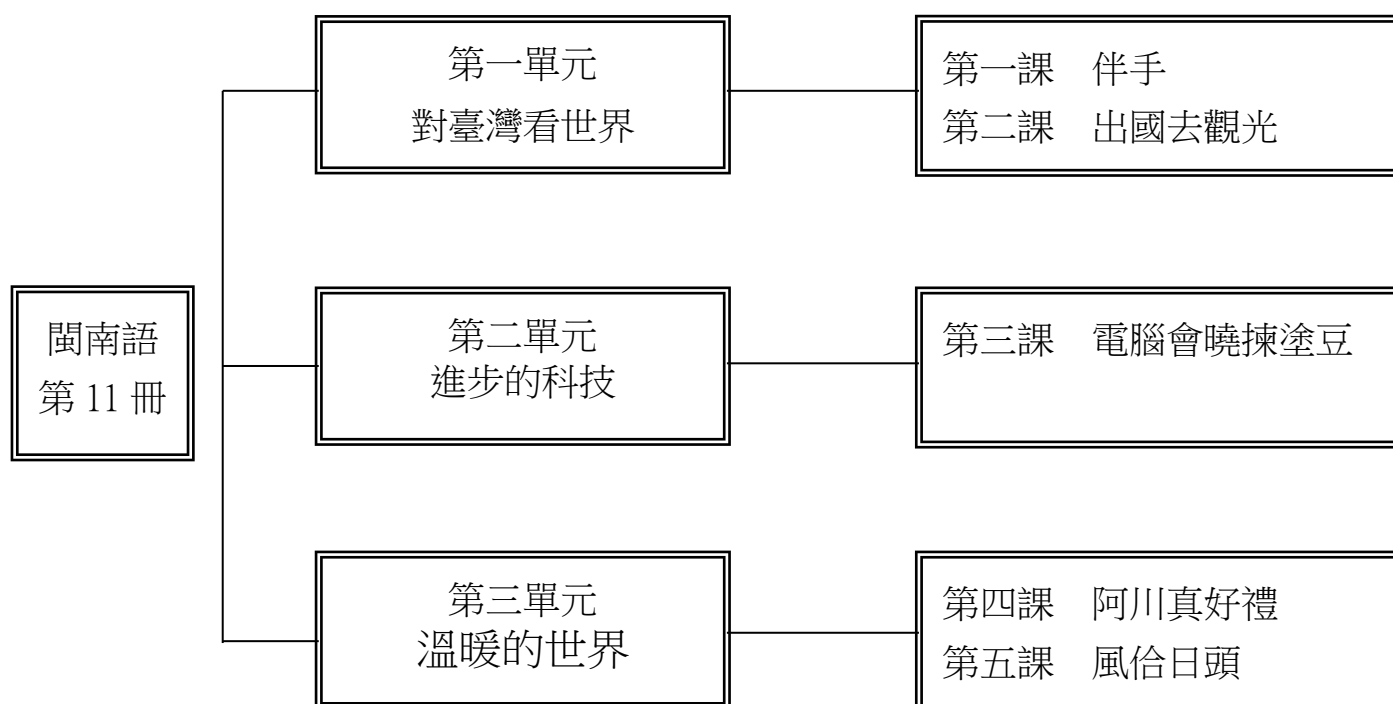 閩南語
第 11 冊
第一單元
對臺灣看世界
第一課　伴手
第二課　出國去觀光
第二單元
進步的科技
第三課　電腦會曉揀塗豆
第三單元
溫暖的世界
第四課　阿川真好禮
第五課　風佮日頭